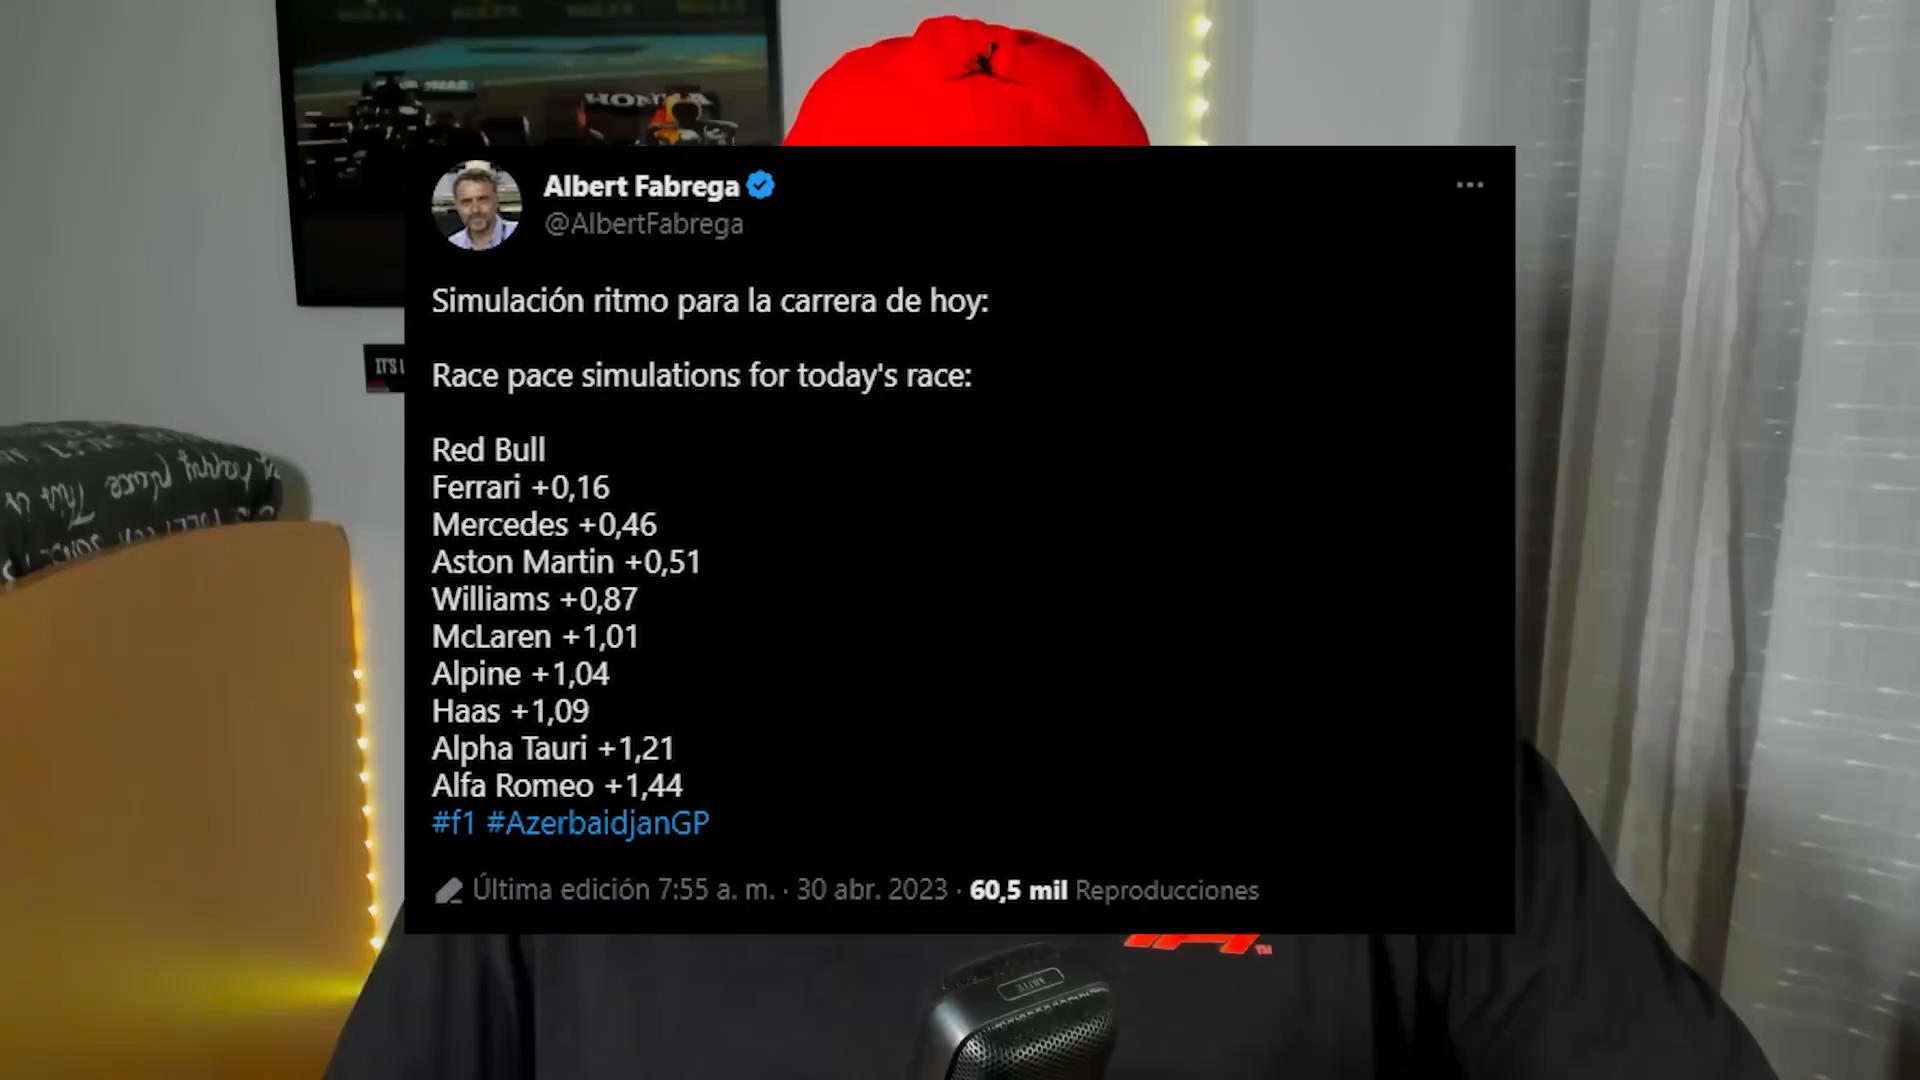 HONDA
IT'S L
Albert Fabrega
@AlbertFabrega
Simulación ritmo para la carrera de hoy:
Race pace simulations for today's race:
Red Bull
Ferrari +0,16
Mercedes +0,46
Aston Martin +0,51
Williams +0,87
McLaren +1,01
Alpine +1,04
Haas +1,09
Alpha Tauri +1,21
Alfa Romeo +1,44
#f1 #AzerbaidjanGP
Última edición 7:55 a. m. · 30 abr. 2023 · 60,5 mil Reproducciones
TM